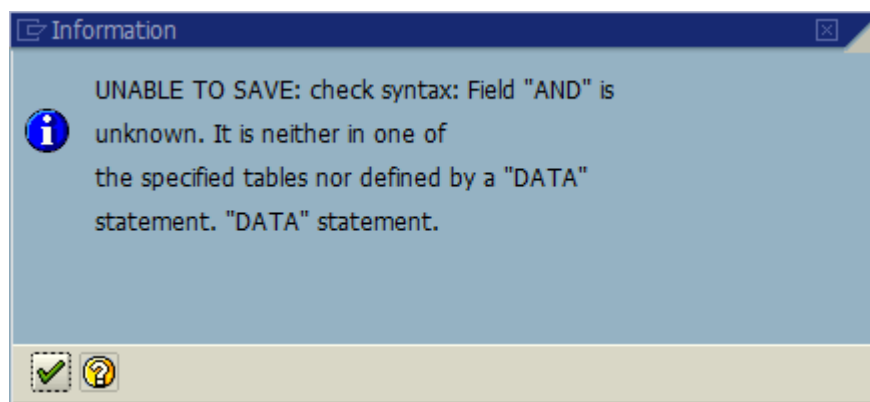 Information
UNABLE TO SAVE: check syntax: Field "AND" is
unknown. It is neither in one of
the specified tables nor defined by a "DATA"
statement. "DATA" statement.